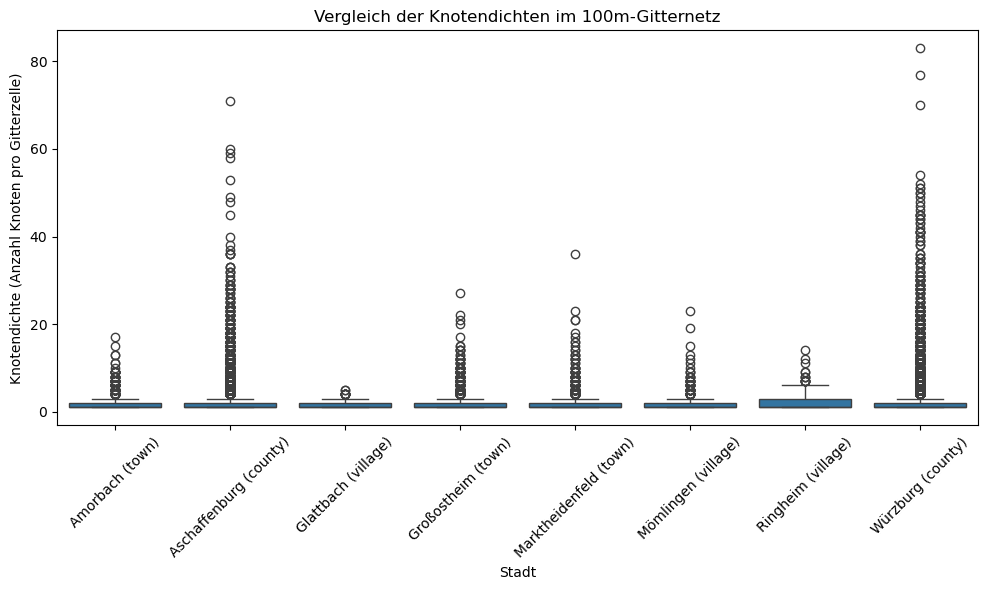 Vergleich der Knotendichten im 100m-Gitternetz
Knotendichte (Anzahl Knoten pro Gitterzelle)
80
60
40
20
0
Amorbach (town)
Aschaffenburg (county)
Glattbach (village)
Großostheim (town)
Marktheidenfeld (town)
Mömlingen (village)
Ringheim (village)
Würzburg (county)
Stadt